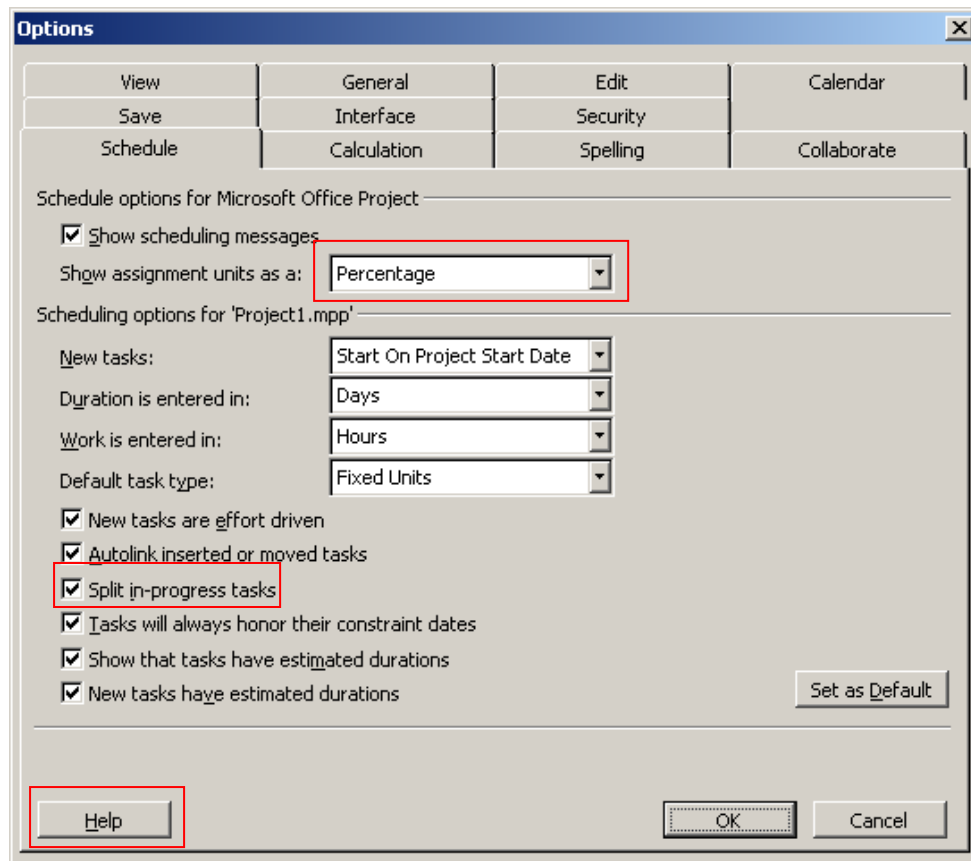 Options
View General Edit Calendar
Save Interface Security
Schedule Calculation Spelling Collaborate
Schedule options for Microsoft Office Project
Show scheduling messages
Show assignment units as a: Percentage
Scheduling options for 'Project1.mpp'
New tasks: Start On Project Start Date
Duration is entered in: Days
Work is entered in: Hours
Default task type: Fixed Units
New tasks are effort driven
Autolink inserted or moved tasks
Split in-progress tasks
Tasks will always honor their constraint dates
Show that tasks have estimated durations
New tasks have estimated durations
Set as Default
Help OK Cancel